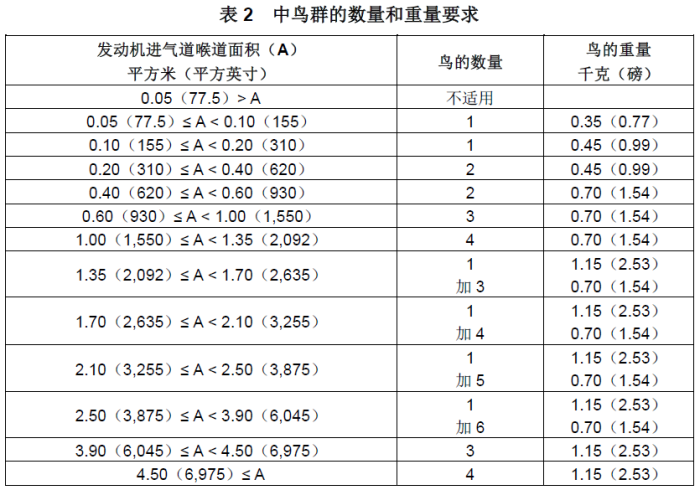 表 2 中鸟群的数量和重量要求
发动机进气道喉道面积（A）
平方米（平方英寸）
鸟的数量
鸟的重量
千克（磅）
0.05（77.5）> A
不适用
0.05（77.5）≤ A < 0.10（155）
1
0.35（0.77）
0.10（155）≤ A < 0.20（310）
1
0.45（0.99）
0.20（310）≤ A < 0.40（620）
2
0.45（0.99）
0.40（620）≤ A < 0.60（930）
2
0.70（1.54）
0.60（930）≤ A < 1.00（1,550）
3
0.70（1.54）
1.00（1,550）≤ A < 1.35（2,092）
4
0.70（1.54）
1.35（2,092）≤ A < 1.70（2,635）
1
加 3
1.15（2.53）
0.70（1.54）
1.70（2,635）≤ A < 2.10（3,255）
1
加 4
1.15（2.53）
0.70（1.54）
2.10（3,255）≤ A < 2.50（3,875）
1
加 5
1.15（2.53）
0.70（1.54）
2.50（3,875）≤ A < 3.90（6,045）
1
加 6
1.15（2.53）
0.70（1.54）
3.90（6,045）≤ A < 4.50（6,975）
3
1.15（2.53）
4.50（6,975）≤ A
4
1.15（2.53）